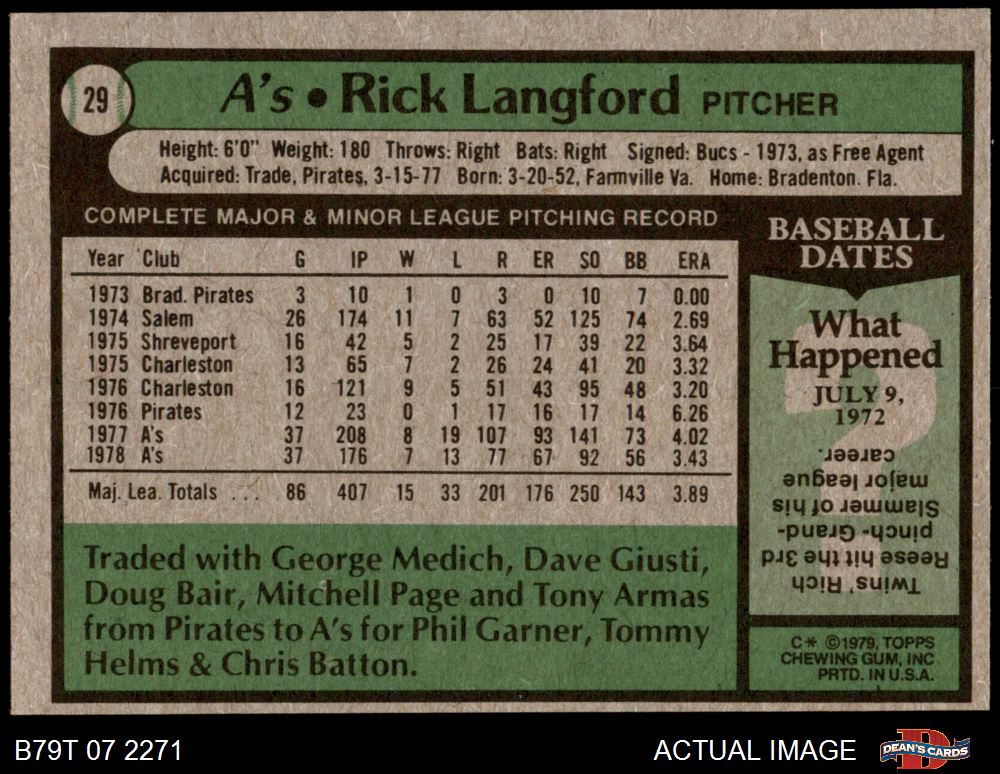 29
A's • Rick Langford PITCHER
Height: 6'0" Weight: 180 Throws: Right Bats: Right Signed: Bucs - 1973, as Free Agent
Acquired: Trade, Pirates, 3-15-77 Born: 3-20-52, Farmville Va. Home: Bradenton. Fla.
COMPLETE MAJOR & MINOR LEAGUE PITCHING RECORD
Year Club G IP W L R ER SO BB ERA
1973 Brad. Pirates 3 10 1 0 3 0 10 7 0.00
1974 Salem 26 174 11 7 63 52 125 74 2.69
1975 Shreveport 16 42 5 2 25 17 39 22 3.64
1975 Charleston 13 65 7 2 26 24 41 20 3.32
1976 Charleston 16 121 9 5 51 43 95 48 3.20
1976 Pirates 12 23 0 1 17 16 17 14 6.26
1977 A's 37 208 8 19 107 93 141 73 4.02
1978 A's 37 176 7 13 77 67 92 56 3.43
Maj. Lea. Totals ... 86 407 15 33 201 176 250 143 3.89
Traded with George Medich, Dave Giusti,
Doug Bair, Mitchell Page and Tony Armas
from Pirates to A's for Phil Garner, Tommy
Helms & Chris Batton.
BASEBALL
DATES
What
Happened
JULY 9,
1972
Twins' Rich
Reese hit the 3rd
pinch-Grand-
Slammer of his
major league
career.
C* ©1979, TOPPS
CHEWING GUM, INC
PRTD. IN U.S.A.
B79T 07 2271
ACTUAL IMAGE
DEAN'S CARDS